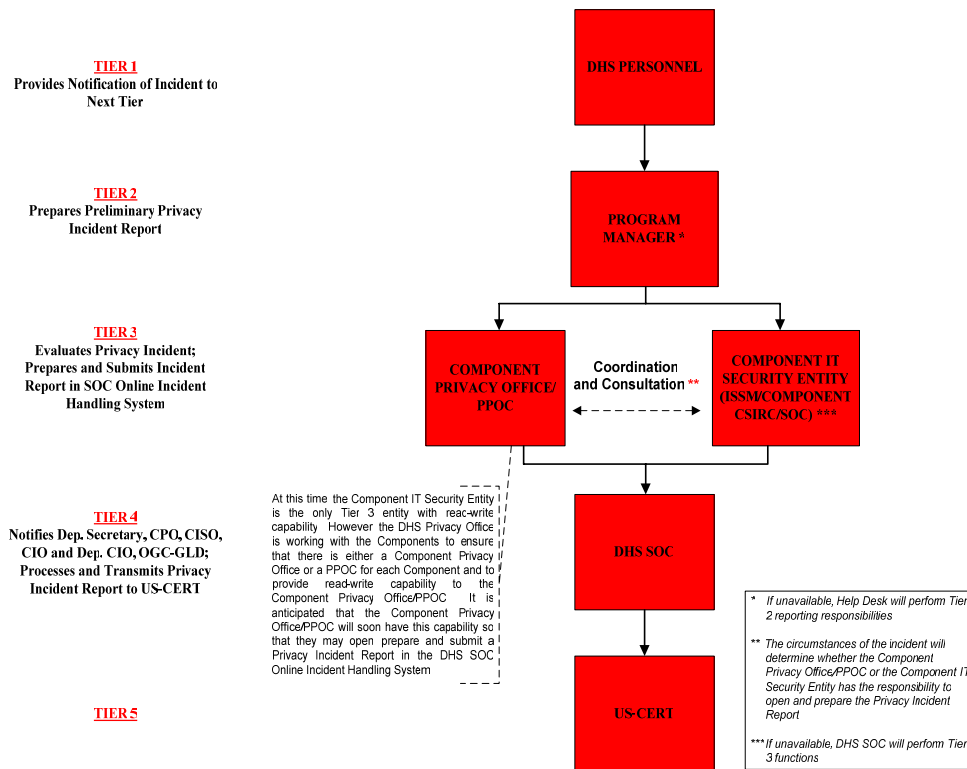 TIER 1
Provides Notification of Incident to
Next Tier
DHS PERSONNEL
TIER 2
Prepares Preliminary Privacy
Incident Report
PROGRAM
MANAGER *
TIER 3
Evaluates Privacy Incident;
Prepares and Submits Incident
Report in SOC Online Incident
Handling System
COMPONENT
PRIVACY OFFICE/
PPOC
Coordination
and Consultation **
COMPONENT IT
SECURITY ENTITY
(ISSM/COMPONENT
CSIRC/SOC) ***
TIER 4
Notifies Dep. Secretary, CPO, CISO,
CIO and Dep. CIO, OGC-GLD;
Processes and Transmits Privacy
Incident Report to US-CERT
At this time the Component IT Security Entity
is the only Tier 3 entity with read-write
capability However the DHS Privacy Office
is working with the Components to ensure
that there is either a Component Privacy
Office or a PPOC for each Component and to
provide read-write capability to the
Component Privacy Office/PPOC It is
anticipated that the Component Privacy
Office/PPOC will soon have this capability so
that they may open prepare and submit a
Privacy Incident Report in the DHS SOC
Online Incident Handling System
DHS SOC
TIER 5
US-CERT
* If unavailable, Help Desk will perform Tier
2 reporting responsibilities
** The circumstances of the incident will
determine whether the Component
Privacy Office/PPOC or the Component IT
Security Entity has the responsibility to
open and prepare the Privacy Incident
Report
*** If unavailable, DHS SOC will perform Tier
3 functions